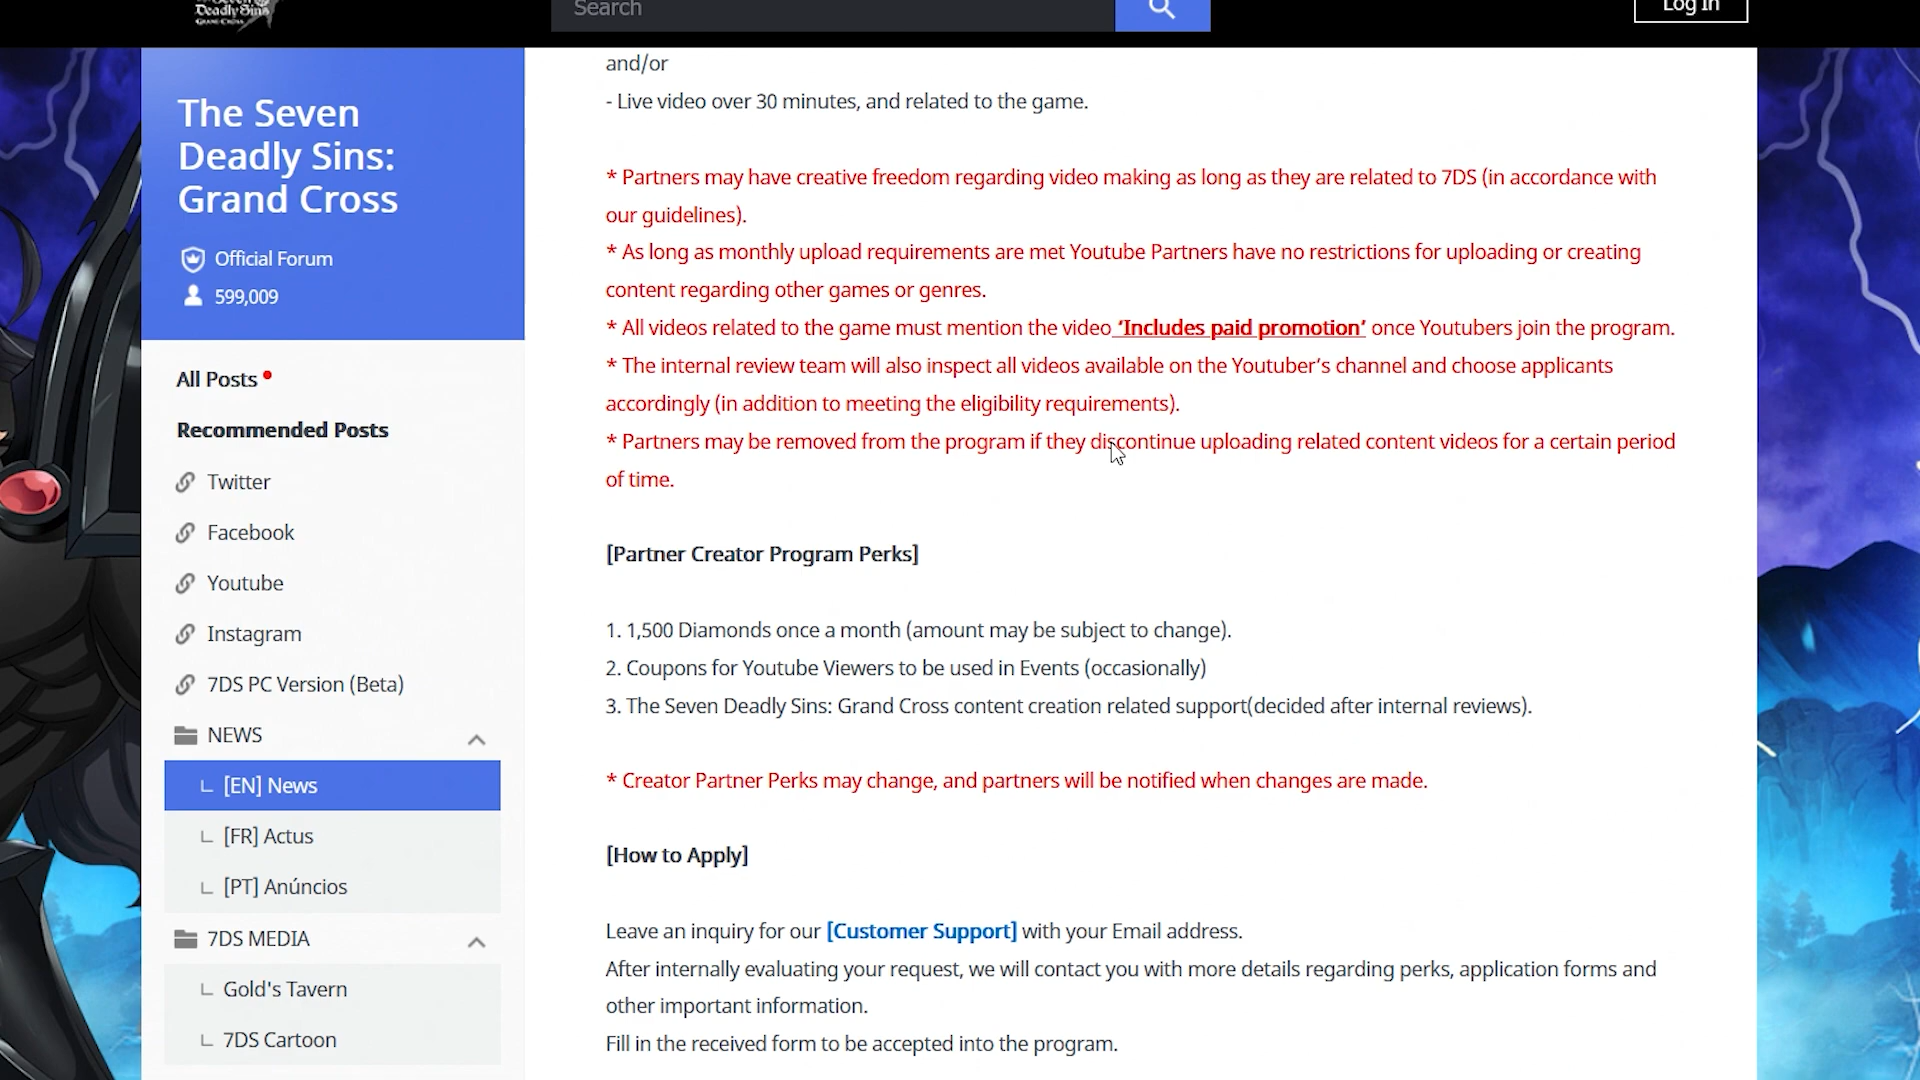 Deadly Sins
GRAND CROSS
Search
Log In
The Seven
Deadly Sins:
Grand Cross
Official Forum
599,009
All Posts
Recommended Posts
Twitter
Facebook
Youtube
Instagram
7DS PC Version (Beta)
NEWS
[EN] News
[FR] Actus
[PT] Anúncios
7DS MEDIA
Gold's Tavern
7DS Cartoon
and/or
- Live video over 30 minutes, and related to the game.
* Partners may have creative freedom regarding video making as long as they are related to 7DS (in accordance with
our guidelines).
* As long as monthly upload requirements are met Youtube Partners have no restrictions for uploading or creating
content regarding other games or genres.
* All videos related to the game must mention the video ‘Includes paid promotion’ once Youtubers join the program.
* The internal review team will also inspect all videos available on the Youtuber’s channel and choose applicants
accordingly (in addition to meeting the eligibility requirements).
* Partners may be removed from the program if they discontinue uploading related content videos for a certain period
of time.
[Partner Creator Program Perks]
1. 1,500 Diamonds once a month (amount may be subject to change).
2. Coupons for Youtube Viewers to be used in Events (occasionally)
3. The Seven Deadly Sins: Grand Cross content creation related support(decided after internal reviews).
* Creator Partner Perks may change, and partners will be notified when changes are made.
[How to Apply]
Leave an inquiry for our [Customer Support] with your Email address.
After internally evaluating your request, we will contact you with more details regarding perks, application forms and
other important information.
Fill in the received form to be accepted into the program.